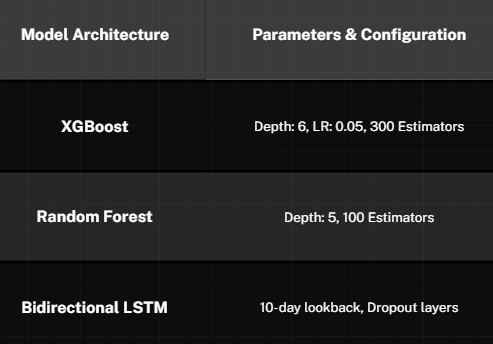 Model Architecture
Parameters & Configuration
XGBoost
Depth: 6, LR: 0.05, 300 Estimators
Random Forest
Depth: 5, 100 Estimators
Bidirectional LSTM
10-day lookback, Dropout layers